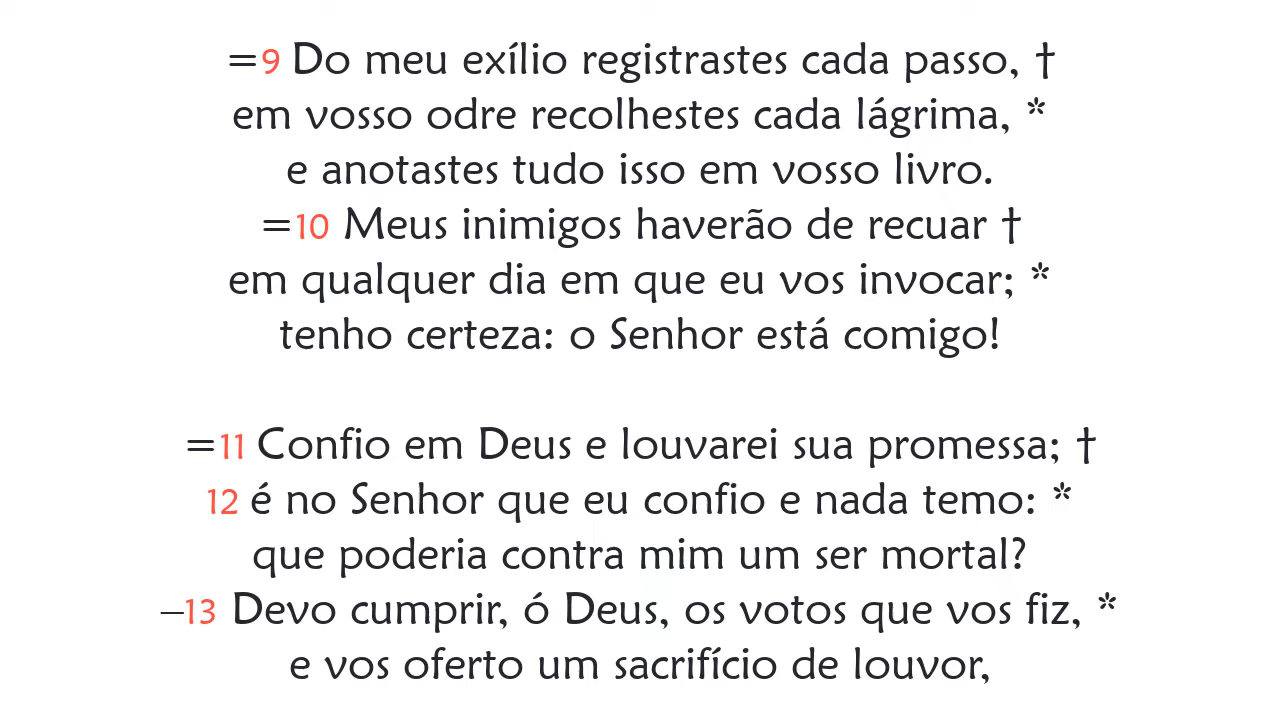 =9 Do meu exílio registrastes cada passo, †
em vosso odre recolhestes cada lágrima, *
e anotastes tudo isso em vosso livro.
=10 Meus inimigos haverão de recuar †
em qualquer dia em que eu vos invocar; *
tenho certeza: o Senhor está comigo!
=11 Confio em Deus e louvarei sua promessa; †
12 é no Senhor que eu confio e nada temo: *
que poderia contra mim um ser mortal?
–13 Devo cumprir, ó Deus, os votos que vos fiz, *
e vos oferto um sacrifício de louvor,